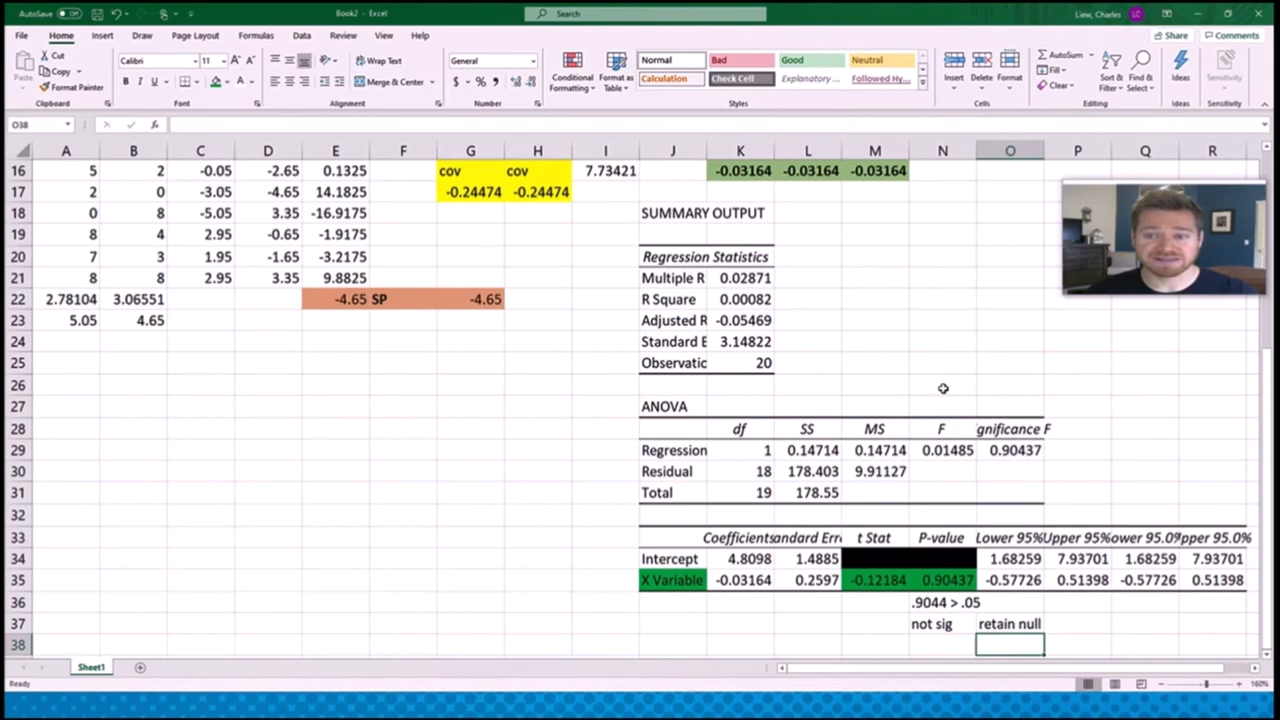 AutoSave Off Book2 - Excel Search Liew, Charles LC
File Home Insert Draw Page Layout Formulas Data Review View Help Share Comments
Cut Calibri 11 Wrap Text General Normal Bad Good Neutral AutoSum
Paste Copy Format Painter B I U Merge & Center $ % Conditional Formatting Format as Table Calculation Check Cell Explanatory ... Followed Hy... Insert Delete Format Fill Clear Sort & Filter Find & Select Ideas Sensitivity
Clipboard Font Alignment Number Styles Cells Editing Ideas Sensitivity
O38 fx
A B C D E F G H I J K L M N O P Q R
16 5 2 -0.05 -2.65 0.1325 cov cov 7.73421 -0.03164 -0.03164 -0.03164
17 2 0 -3.05 -4.65 14.1825 -0.24474 -0.24474
18 0 8 -5.05 3.35 -16.9175 SUMMARY OUTPUT
19 8 4 2.95 -0.65 -1.9175
20 7 3 1.95 -1.65 -3.2175 Regression Statistics
21 8 8 2.95 3.35 9.8825 Multiple R 0.02871
22 2.78104 3.06551 -4.65 SP -4.65 R Square 0.00082
23 5.05 4.65 Adjusted R -0.05469
24 Standard E 3.14822
25 Observatic 20
26
27 ANOVA
28 df SS MS F gnificance F
29 Regression 1 0.14714 0.14714 0.01485 0.90437
30 Residual 18 178.403 9.91127
31 Total 19 178.55
32
33 Coefficients andard Erro t Stat P-value Lower 95% Upper 95% ower 95.0% pper 95.0%
34 Intercept 4.8098 1.4885 1.68259 7.93701 1.68259 7.93701
35 X Variable -0.03164 0.2597 -0.12184 0.90437 -0.57726 0.51398 -0.57726 0.51398
36 .9044 > .05
37 not sig retain null
38
Sheet1
Ready 160%